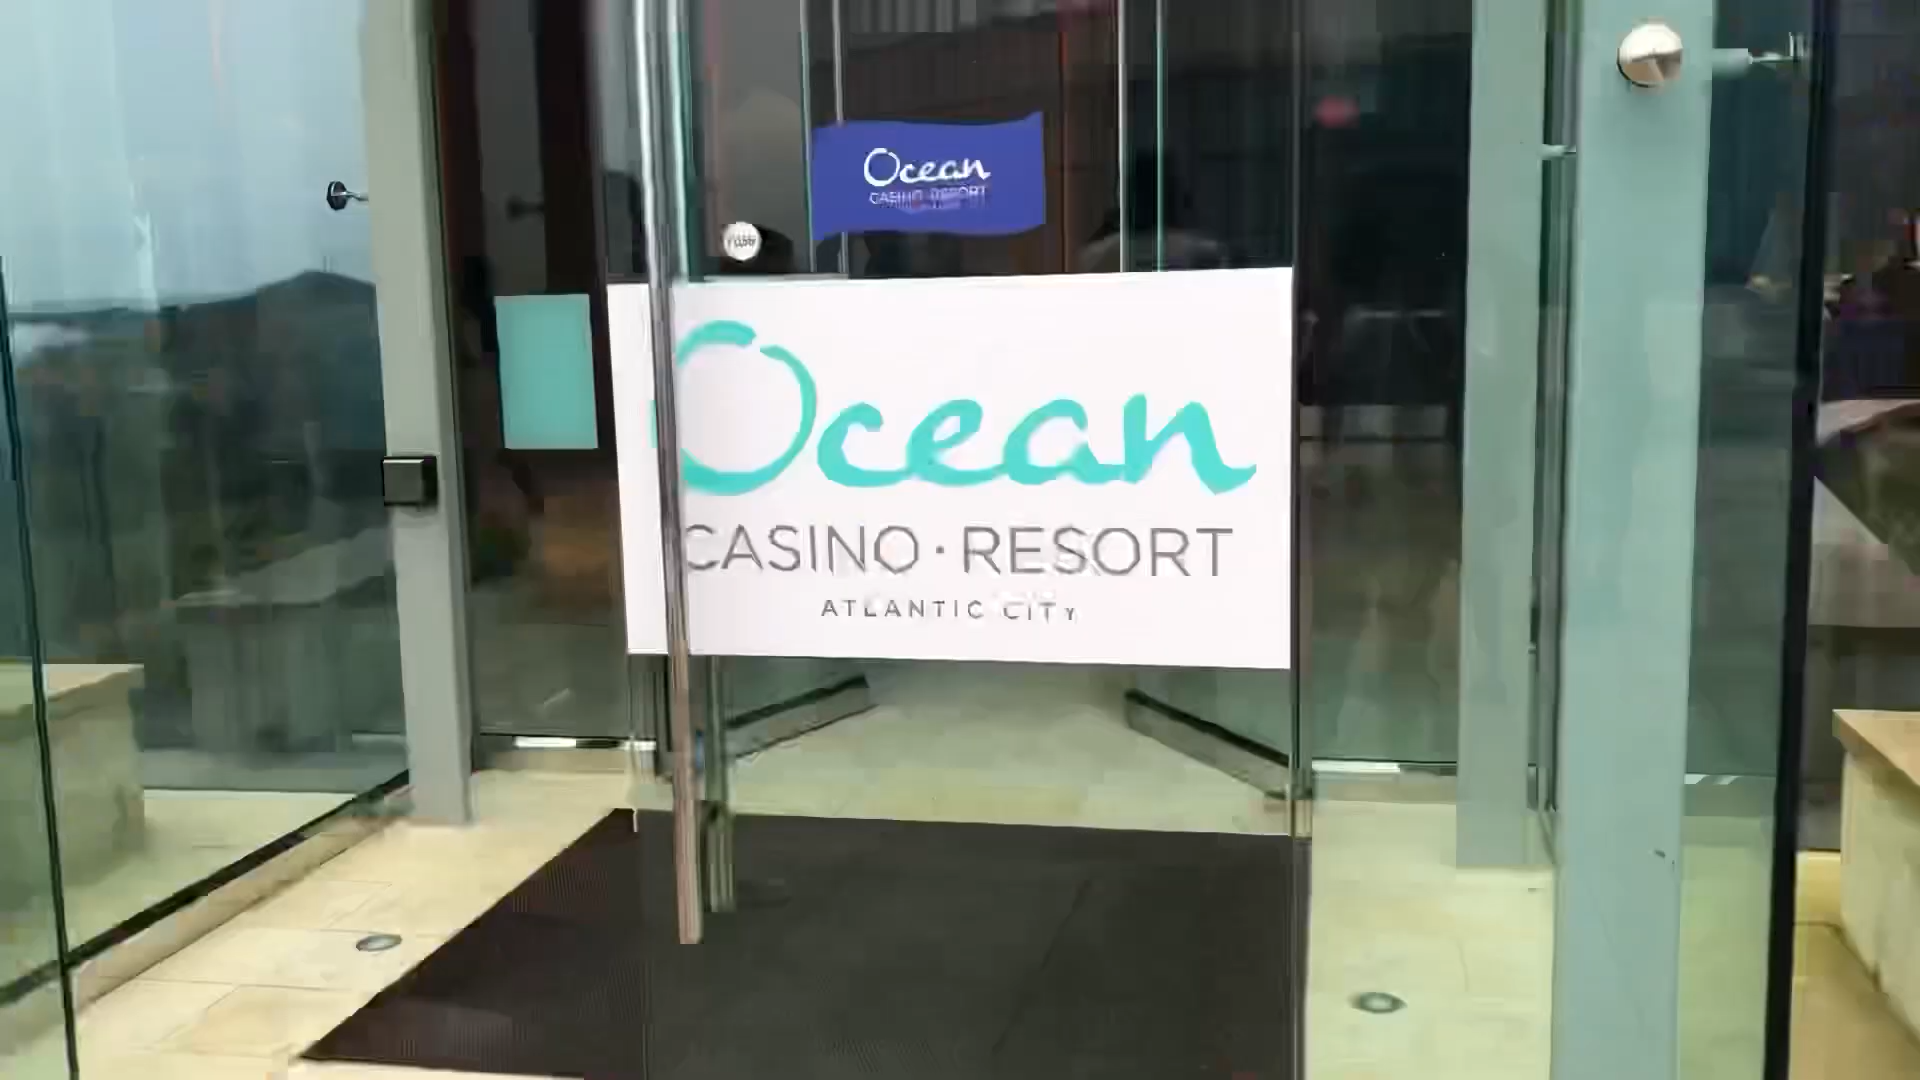 Ocean
CASINO RESORT
Ocean
CASINO · RESORT
ATLANTIC CITY